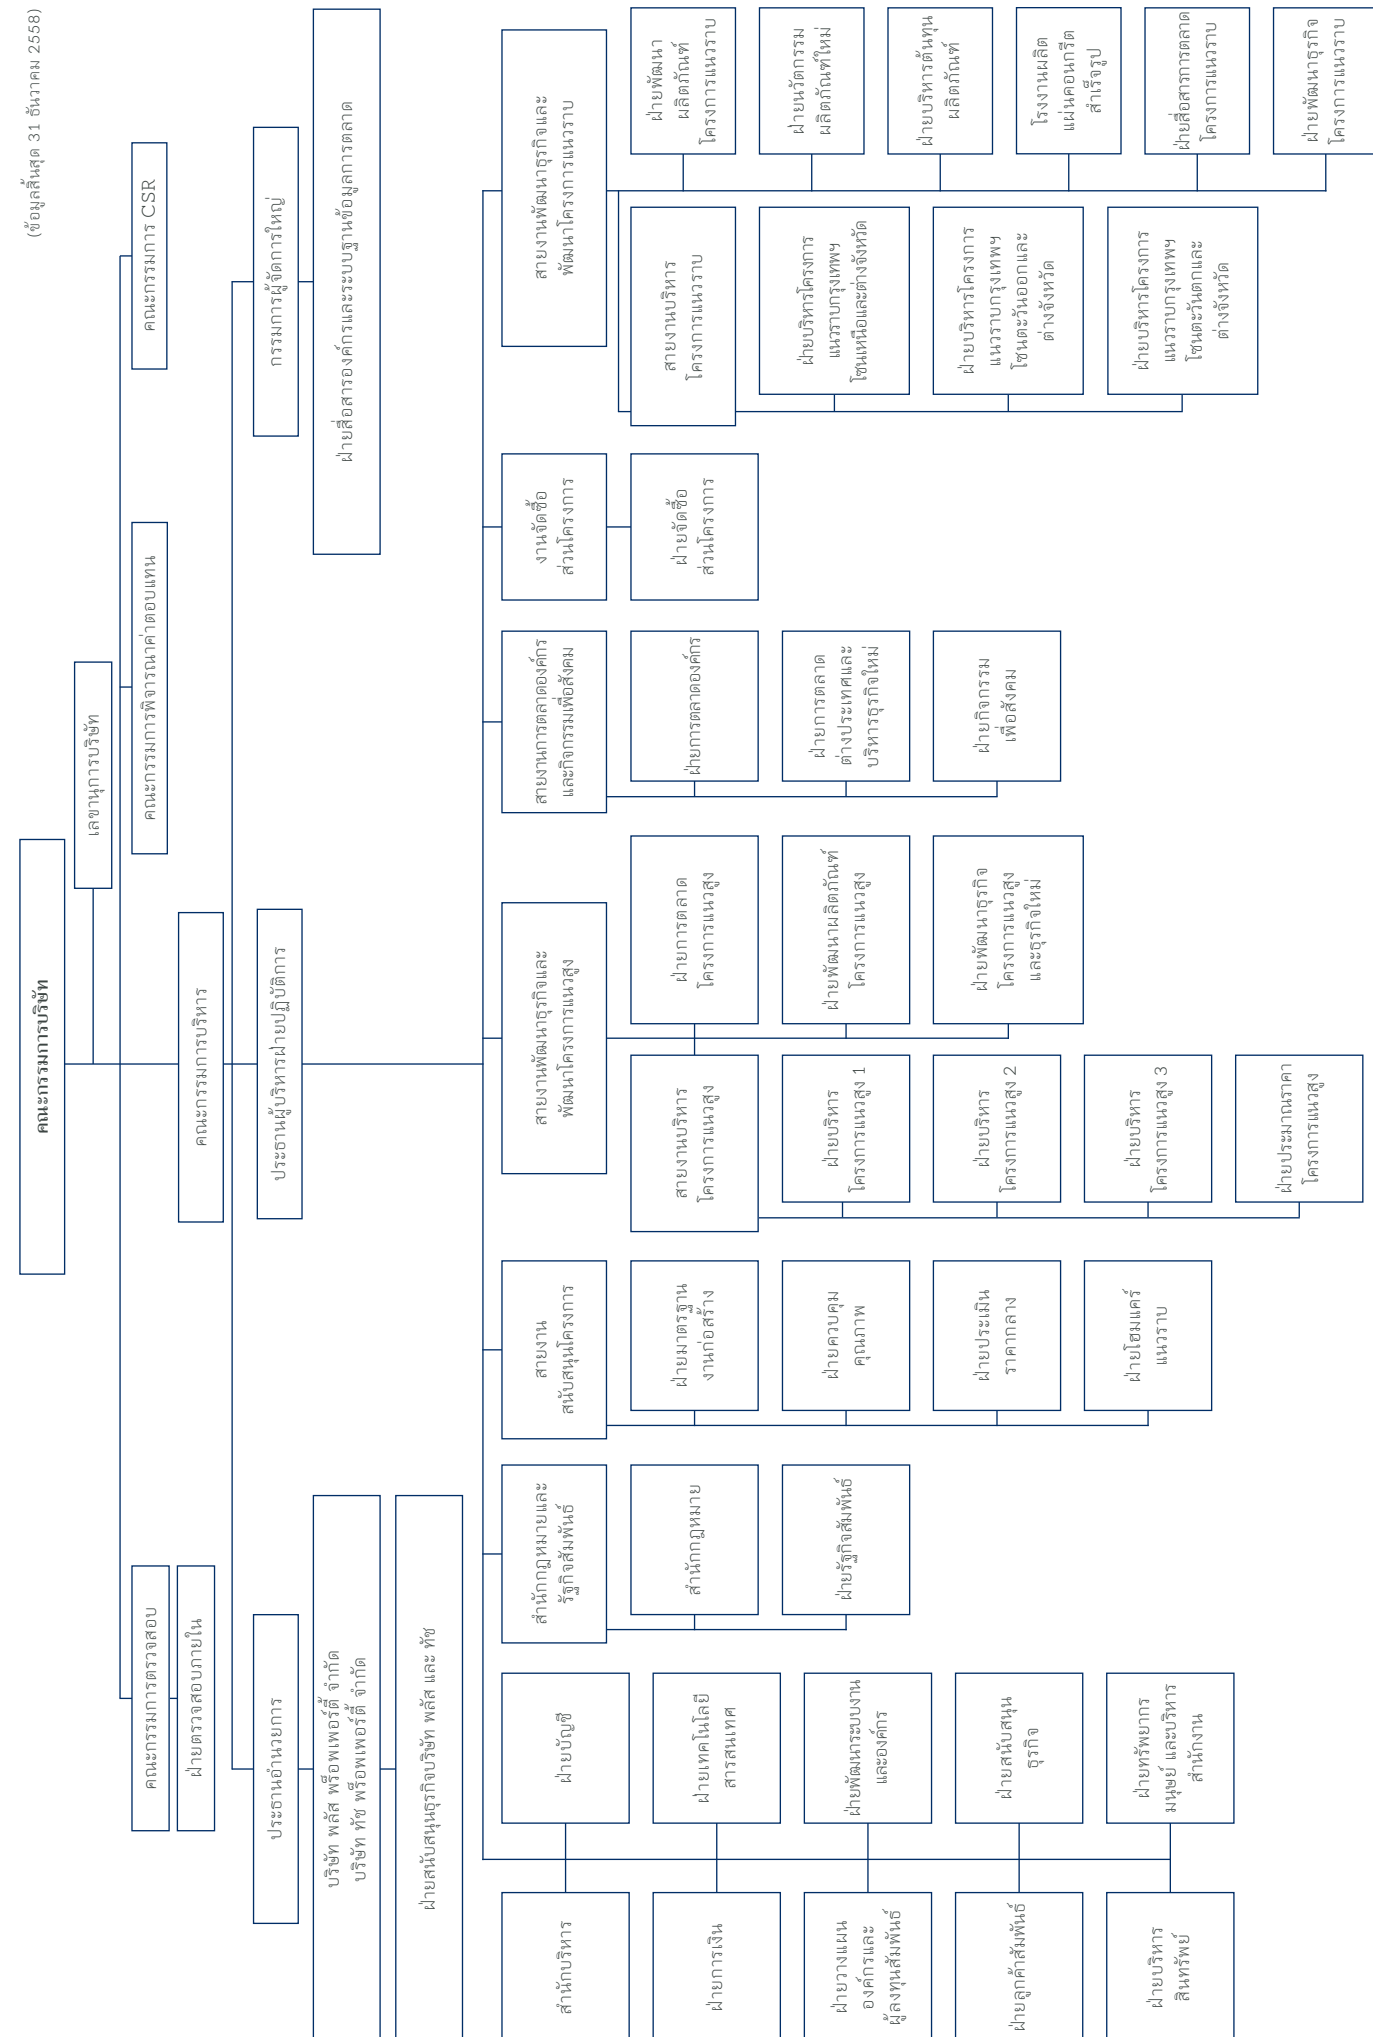 (ข้อมูลสิ้นสุด 31 ธันวาคม 2558)
คณะกรรมการบริษัท
เลขานุการบริษัท
คณะกรรมการตรวจสอบ
ฝ่ายตรวจสอบภายใน
คณะกรรมการบริหาร
คณะกรรมการพิจารณาค่าตอบแทน
คณะกรรมการ CSR
ประธานอำนวยการ
บริษัท พลัส พร็อพเพอร์ตี้ จำกัด
บริษัท ทัช พร็อพเพอร์ตี้ จำกัด
ฝ่ายสนับสนุนธุรกิจบริษัท พลัส และ ทัช
ประธานผู้บริหารฝ่ายปฏิบัติการ
กรรมการผู้จัดการใหญ่
ฝ่ายสื่อสารองค์กรและระบบฐานข้อมูลการตลาด
สำนักบริหาร
ฝ่ายบัญชี
ฝ่ายการเงิน
ฝ่ายเทคโนโลยี
สารสนเทศ
ฝ่ายวางแผน
องค์กรและ
ผู้ลงทุนสัมพันธ์
ฝ่ายพัฒนาระบบงาน
และองค์กร
ฝ่ายลูกค้าสัมพันธ์
ฝ่ายสนับสนุน
ธุรกิจ
ฝ่ายบริหาร
สินทรัพย์
ฝ่ายทรัพยากร
มนุษย์ และบริหาร
สำนักงาน
สำนักกฎหมายและ
รัฐกิจสัมพันธ์
สำนักกฎหมาย
ฝ่ายรัฐกิจสัมพันธ์
สายงาน
สนับสนุนโครงการ
ฝ่ายมาตรฐาน
งานก่อสร้าง
ฝ่ายควบคุม
คุณภาพ
ฝ่ายประเมิน
ราคากลาง
ฝ่ายโฮมแคร์
แนวราบ
สายงานพัฒนาธุรกิจและ
พัฒนาโครงการแนวสูง
สายงานบริหาร
โครงการแนวสูง
ฝ่ายบริหาร
โครงการแนวสูง 1
ฝ่ายบริหาร
โครงการแนวสูง 2
ฝ่ายบริหาร
โครงการแนวสูง 3
ฝ่ายประมาณราคา
โครงการแนวสูง
ฝ่ายการตลาด
โครงการแนวสูง
ฝ่ายพัฒนาผลิตภัณฑ์
โครงการแนวสูง
ฝ่ายพัฒนาธุรกิจ
โครงการแนวสูง
และธุรกิจใหม่
สายงานการตลาดองค์กร
และกิจกรรมเพื่อสังคม
ฝ่ายการตลาดองค์กร
ฝ่ายการตลาด
ต่างประเทศและ
บริหารธุรกิจใหม่
ฝ่ายกิจกรรม
เพื่อสังคม
งานจัดซื้อ
ส่วนโครงการ
ฝ่ายจัดซื้อ
ส่วนโครงการ
สายงานพัฒนาธุรกิจและ
พัฒนาโครงการแนวราบ
สายงานบริหาร
โครงการแนวราบ
ฝ่ายบริหารโครงการ
แนวราบกรุงเทพฯ
โซนเหนือและต่างจังหวัด
ฝ่ายบริหารโครงการ
แนวราบกรุงเทพฯ
โซนตะวันออกและ
ต่างจังหวัด
ฝ่ายบริหารโครงการ
แนวราบกรุงเทพฯ
โซนตะวันตกและ
ต่างจังหวัด
ฝ่ายพัฒนา
ผลิตภัณฑ์
โครงการแนวราบ
ฝ่ายนวัตกรรม
ผลิตภัณฑ์ใหม่
ฝ่ายบริหารต้นทุน
ผลิตภัณฑ์
โรงงานผลิต
แผ่นคอนกรีต
สำเร็จรูป
ฝ่ายสื่อสารการตลาด
โครงการแนวราบ
ฝ่ายพัฒนาธุรกิจ
โครงการแนวราบ